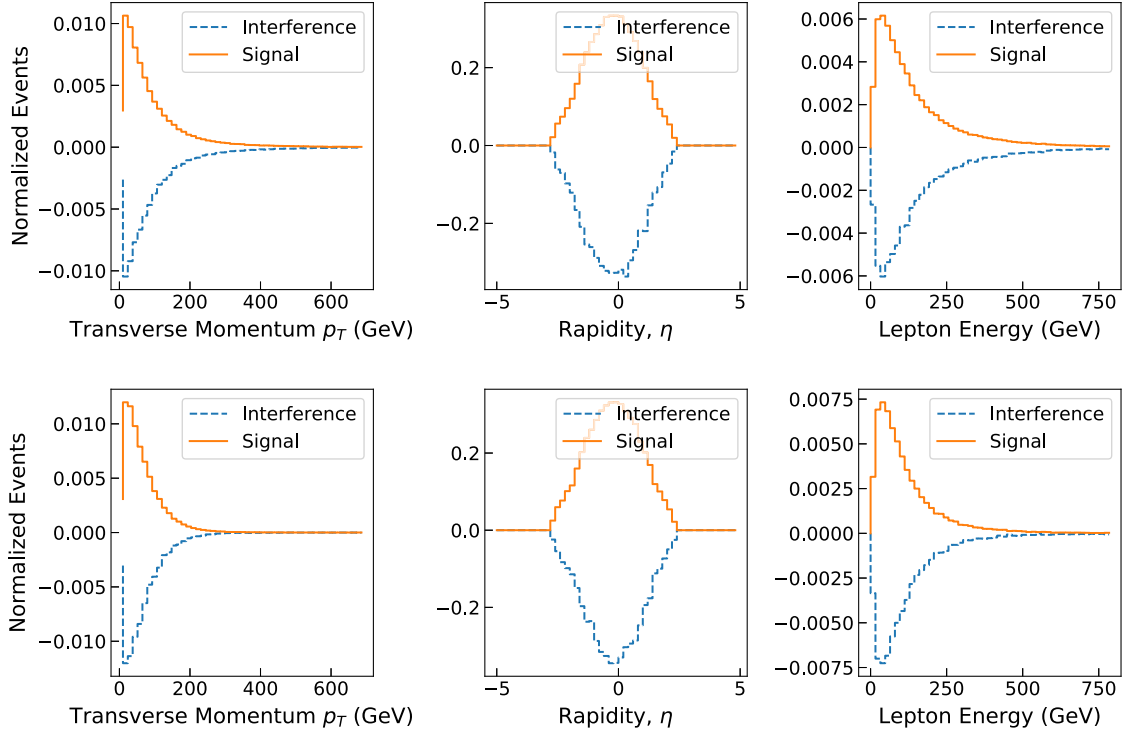 Normalized Events
0.010
0.005
0.000
−0.005
−0.010
Interference
Signal
0
200
400
600
Transverse Momentum p_T (GeV)
0.2
0.0
−0.2
Interference
Signal
−5
0
5
Rapidity, η
0.006
0.004
0.002
0.000
−0.002
−0.004
−0.006
Interference
Signal
0
250
500
750
Lepton Energy (GeV)
Normalized Events
0.010
0.005
0.000
−0.005
−0.010
Interference
Signal
0
200
400
600
Transverse Momentum p_T (GeV)
0.2
0.0
−0.2
Interference
Signal
−5
0
5
Rapidity, η
0.0075
0.0050
0.0025
0.0000
−0.0025
−0.0050
−0.0075
Interference
Signal
0
250
500
750
Lepton Energy (GeV)